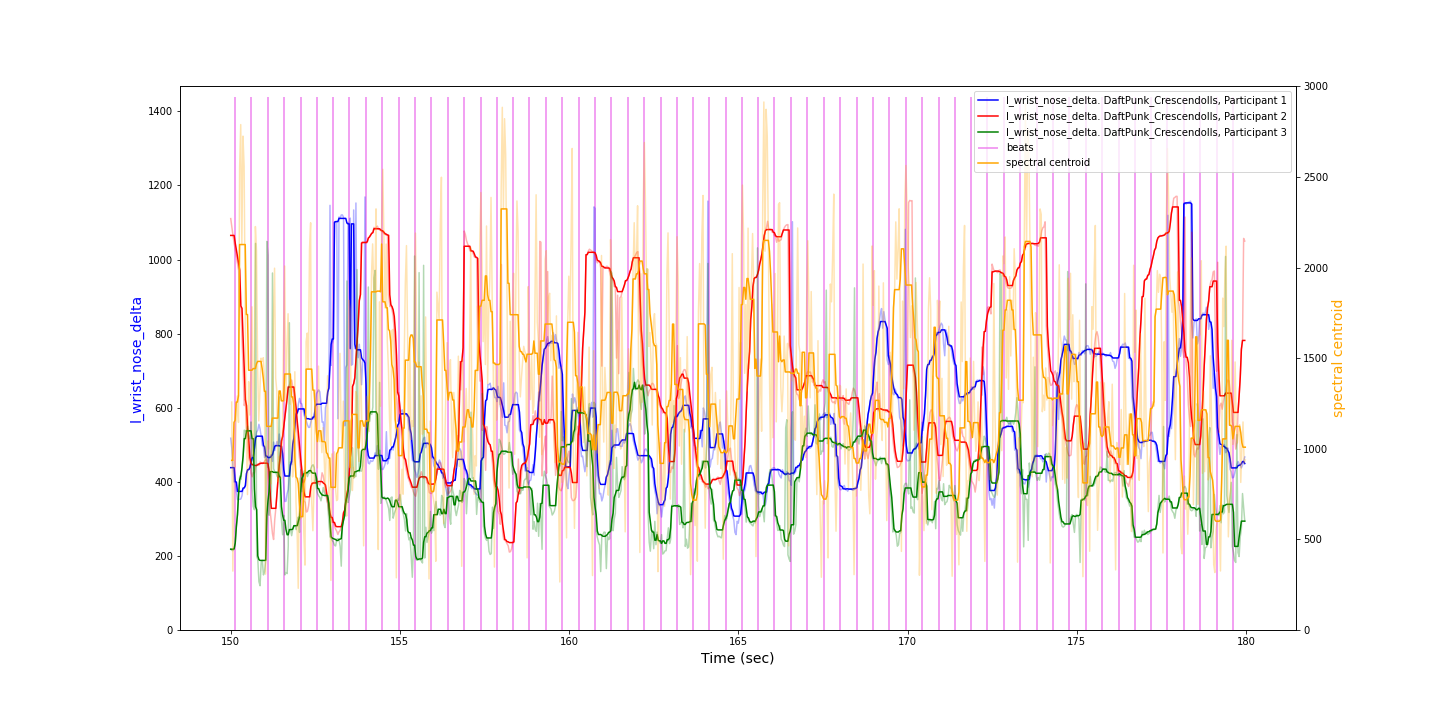 l_wrist_nose_delta. DaftPunk_Crescendolls, Participant 1
l_wrist_nose_delta. DaftPunk_Crescendolls, Participant 2
l_wrist_nose_delta. DaftPunk_Crescendolls, Participant 3
beats
spectral centroid
1400
1200
1000
800
600
400
200
0
l_wrist_nose_delta
3000
2500
2000
1500
1000
500
0
spectral centroid
150
155
160
165
170
175
180
Time (sec)